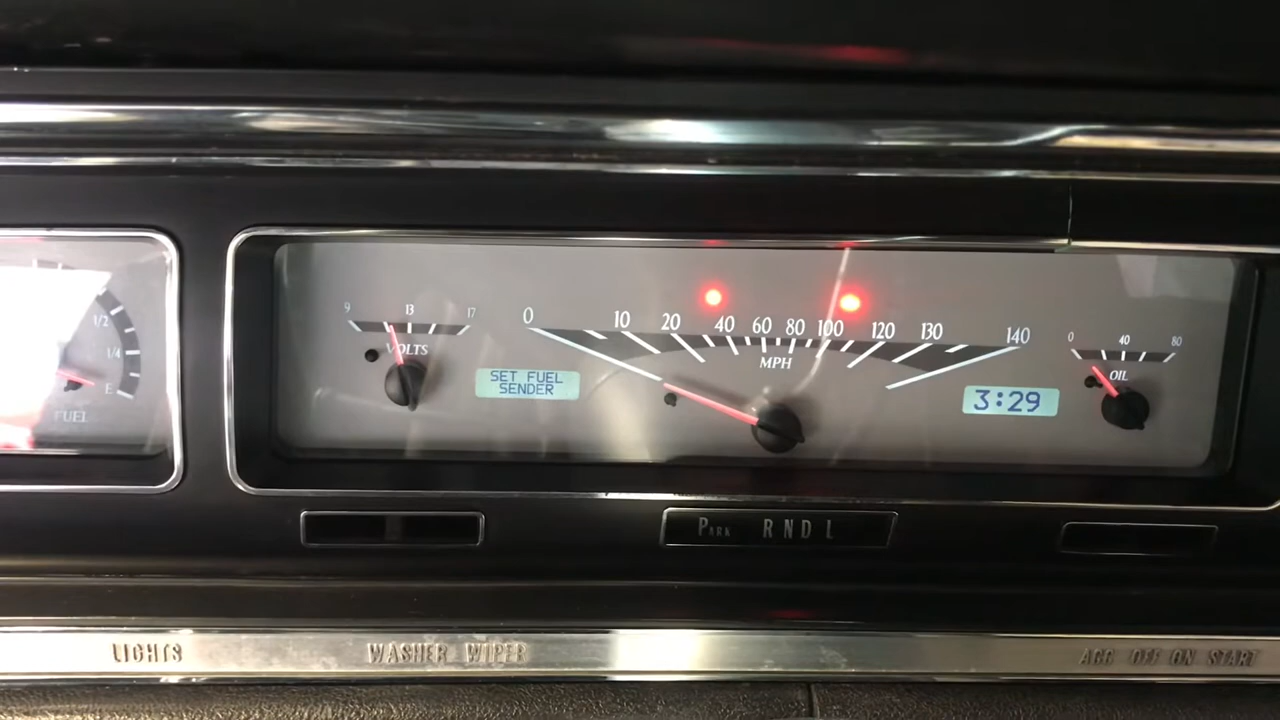 1/2
1/4
E
FUEL
9 13 17
VOLTS
SET FUEL
SENDER
0 10 20 40 60 80 100 120 130 140
MPH
3:29
0 40 80
OIL
PARK R N D L
LIGHTS
WASHER WIPER
ACC OFF ON START